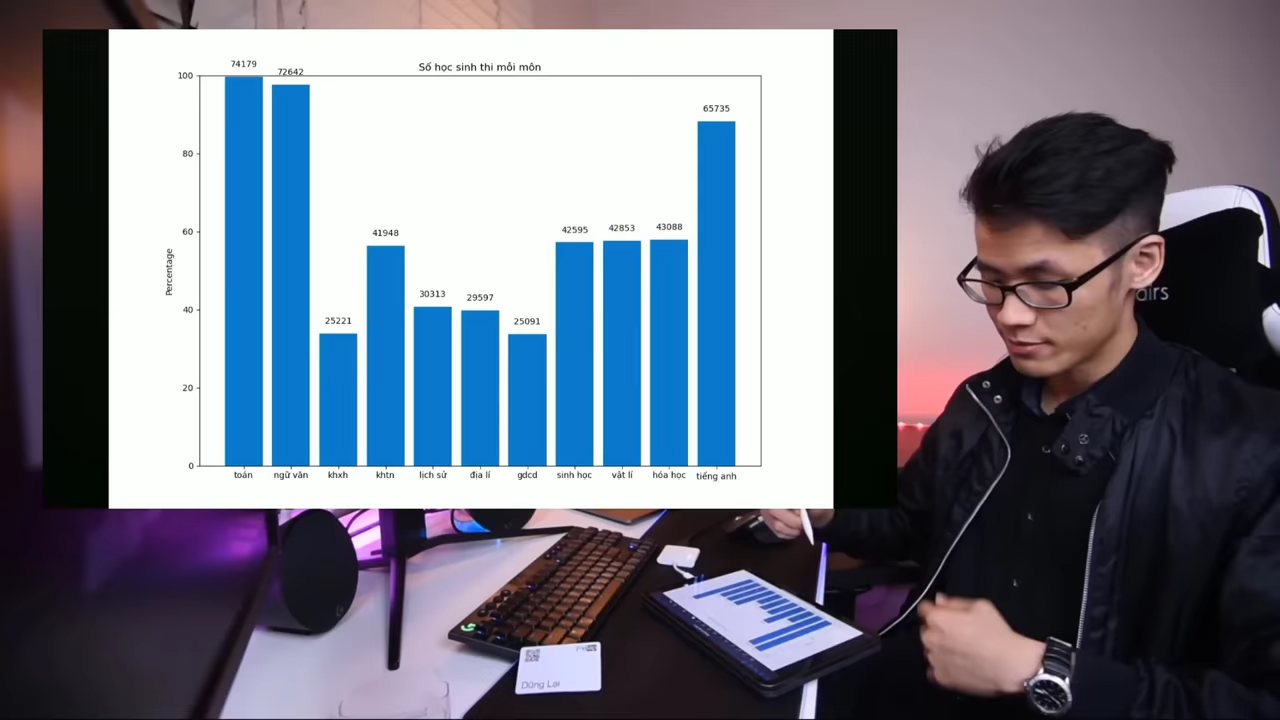 Số học sinh thi mỗi môn
Percentage
100
80
60
40
20
0
74179
72642
25221
41948
30313
29597
25091
42595
42853
43088
65735
toán
ngữ văn
khxh
khtn
lịch sử
địa lí
gdcd
sinh học
vật lí
hóa học
tiếng anh
airs
Dũng Lai